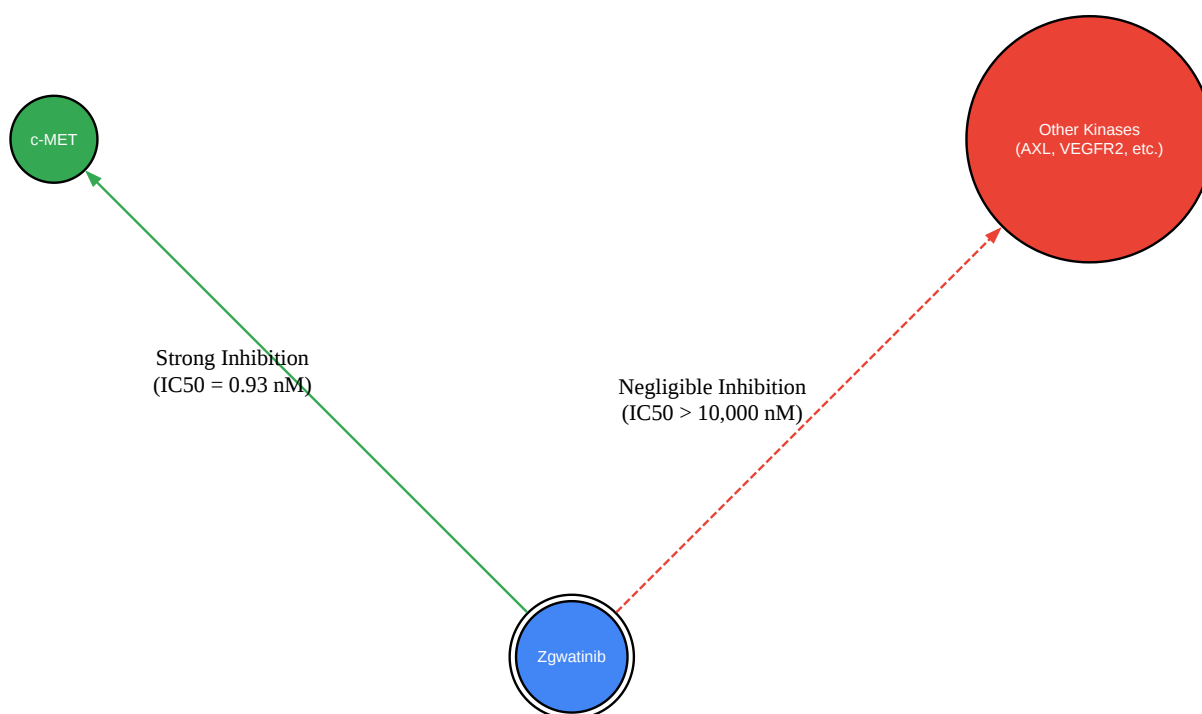 c-MET
Other Kinases
(AXL, VEGFR2, etc.)
Strong Inhibition
(IC50 = 0.93 nM)
Negligible Inhibition
(IC50 > 10,000 nM)
Zgwatinib